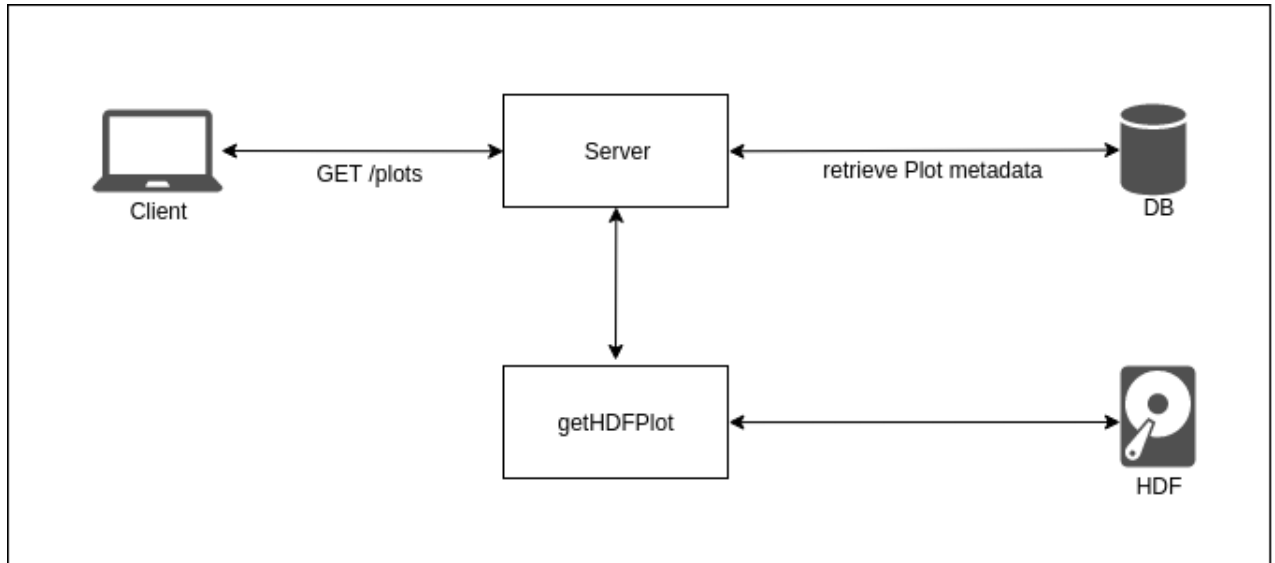 Server
GET /plots
retrieve Plot metadata
Client
DB
getHDFPlot
HDF